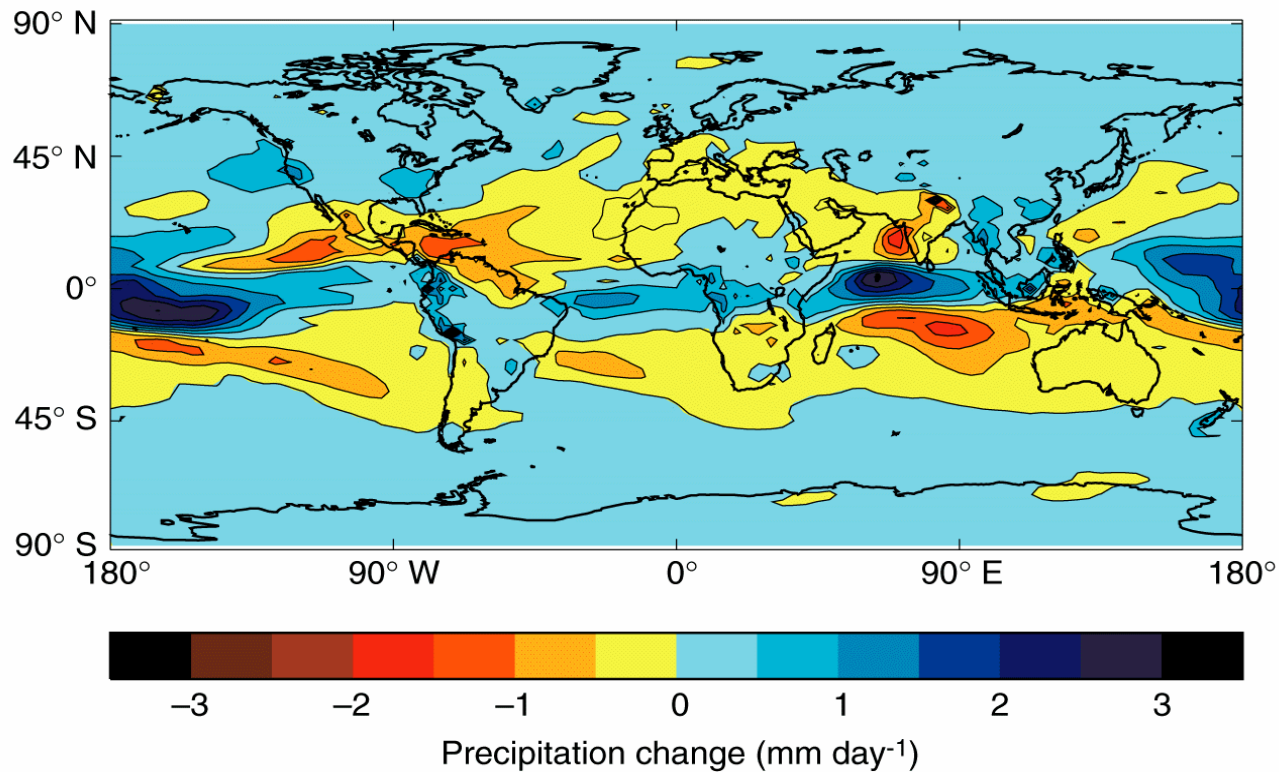 90° N
45° N
0°
45° S
90° S
180° 90° W 0° 90° E 180°
–3 –2 –1 0 1 2 3
Precipitation change (mm day-1)